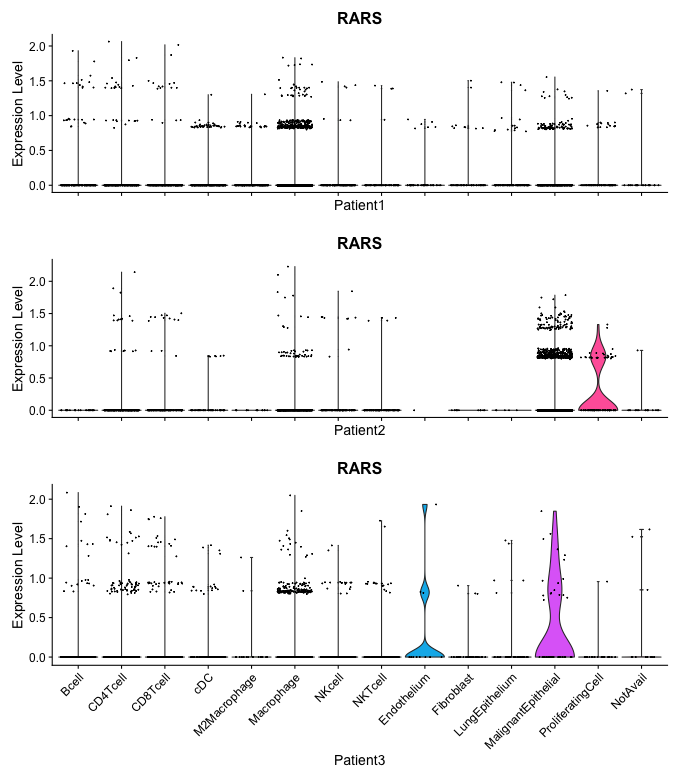 RARS
Expression Level
2.0
1.5
1.0
0.5
0.0
Patient1
RARS
Expression Level
2.0
1.5
1.0
0.5
0.0
Patient2
RARS
Expression Level
2.0
1.5
1.0
0.5
0.0
Bcell
CD4Tcell
CD8Tcell
cDC
M2Macrophage
Macrophage
NKcell
NKTcell
Endothelium
Fibroblast
LungEpithelium
MalignantEpithelial
ProliferatingCell
NotAvail
Patient3